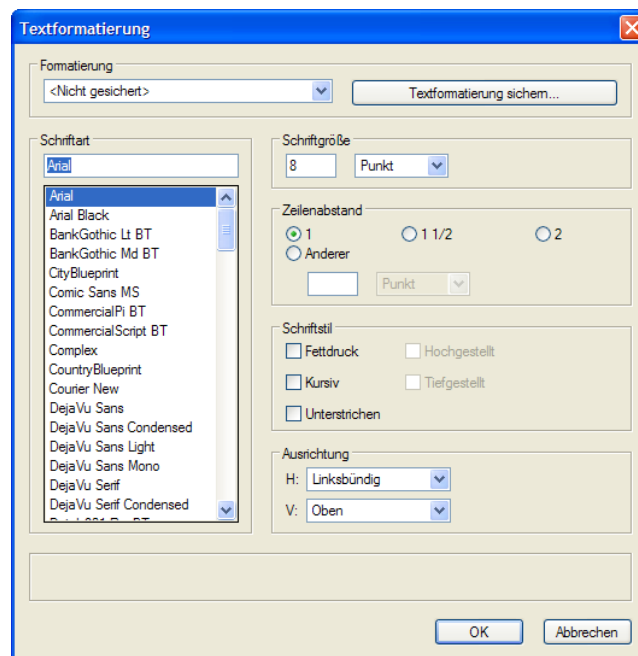 Textformatierung
Formatierung
<Nicht gesichert>
Textformatierung sichern...
Schriftart
Arial
Arial
Arial Black
BankGothic Lt BT
BankGothic Md BT
CityBlueprint
Comic Sans MS
CommercialPi BT
CommercialScript BT
Complex
CountryBlueprint
Courier New
DejaVu Sans
DejaVu Sans Condensed
DejaVu Sans Light
DejaVu Sans Mono
DejaVu Serif
DejaVu Serif Condensed
Schriftgröße
8 Punkt
Zeilenabstand
1 1 1/2 2
Anderer
Punkt
Schriftstil
Fettdruck Hochgestellt
Kursiv Tiefgestellt
Unterstrichen
Ausrichtung
H: Linksbündig
V: Oben
OK Abbrechen